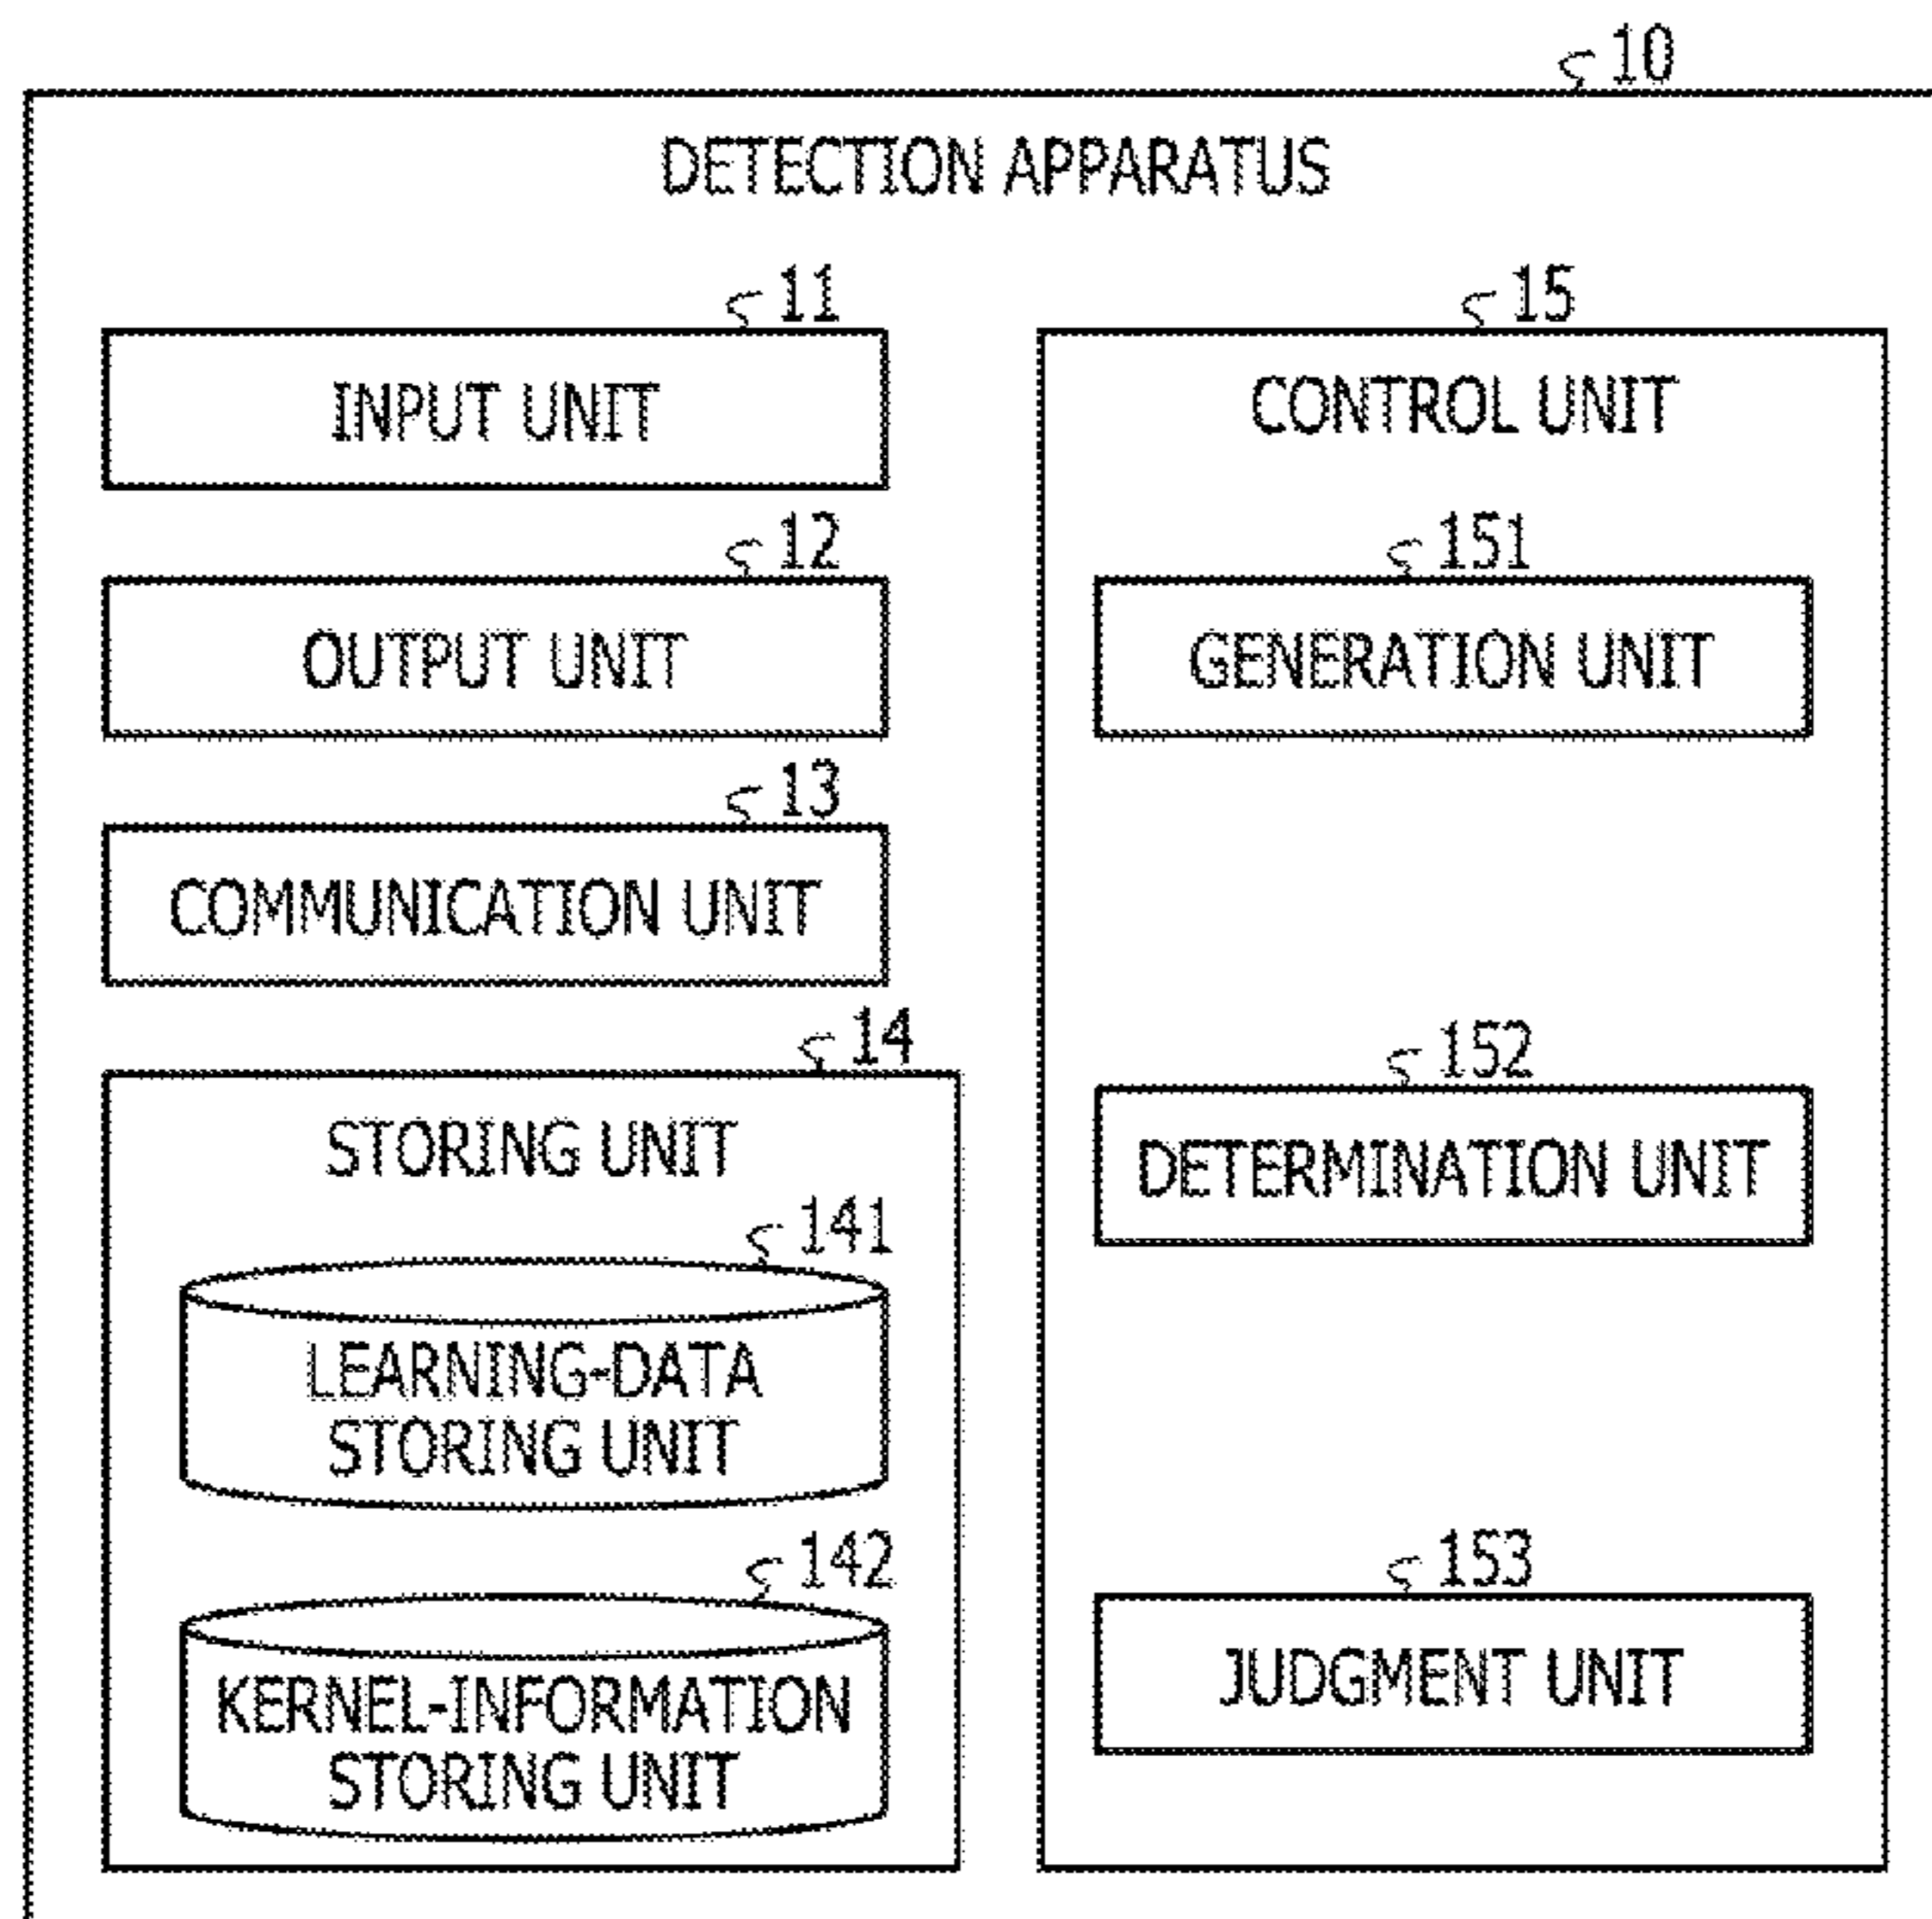 10
DETECTION APPARATUS
11
INPUT UNIT
12
OUTPUT UNIT
13
COMMUNICATION UNIT
14
STORING UNIT
141
LEARNING-DATA
STORING UNIT
142
KERNEL-INFORMATION
STORING UNIT
15
CONTROL UNIT
151
GENERATION UNIT
152
DETERMINATION UNIT
153
JUDGMENT UNIT